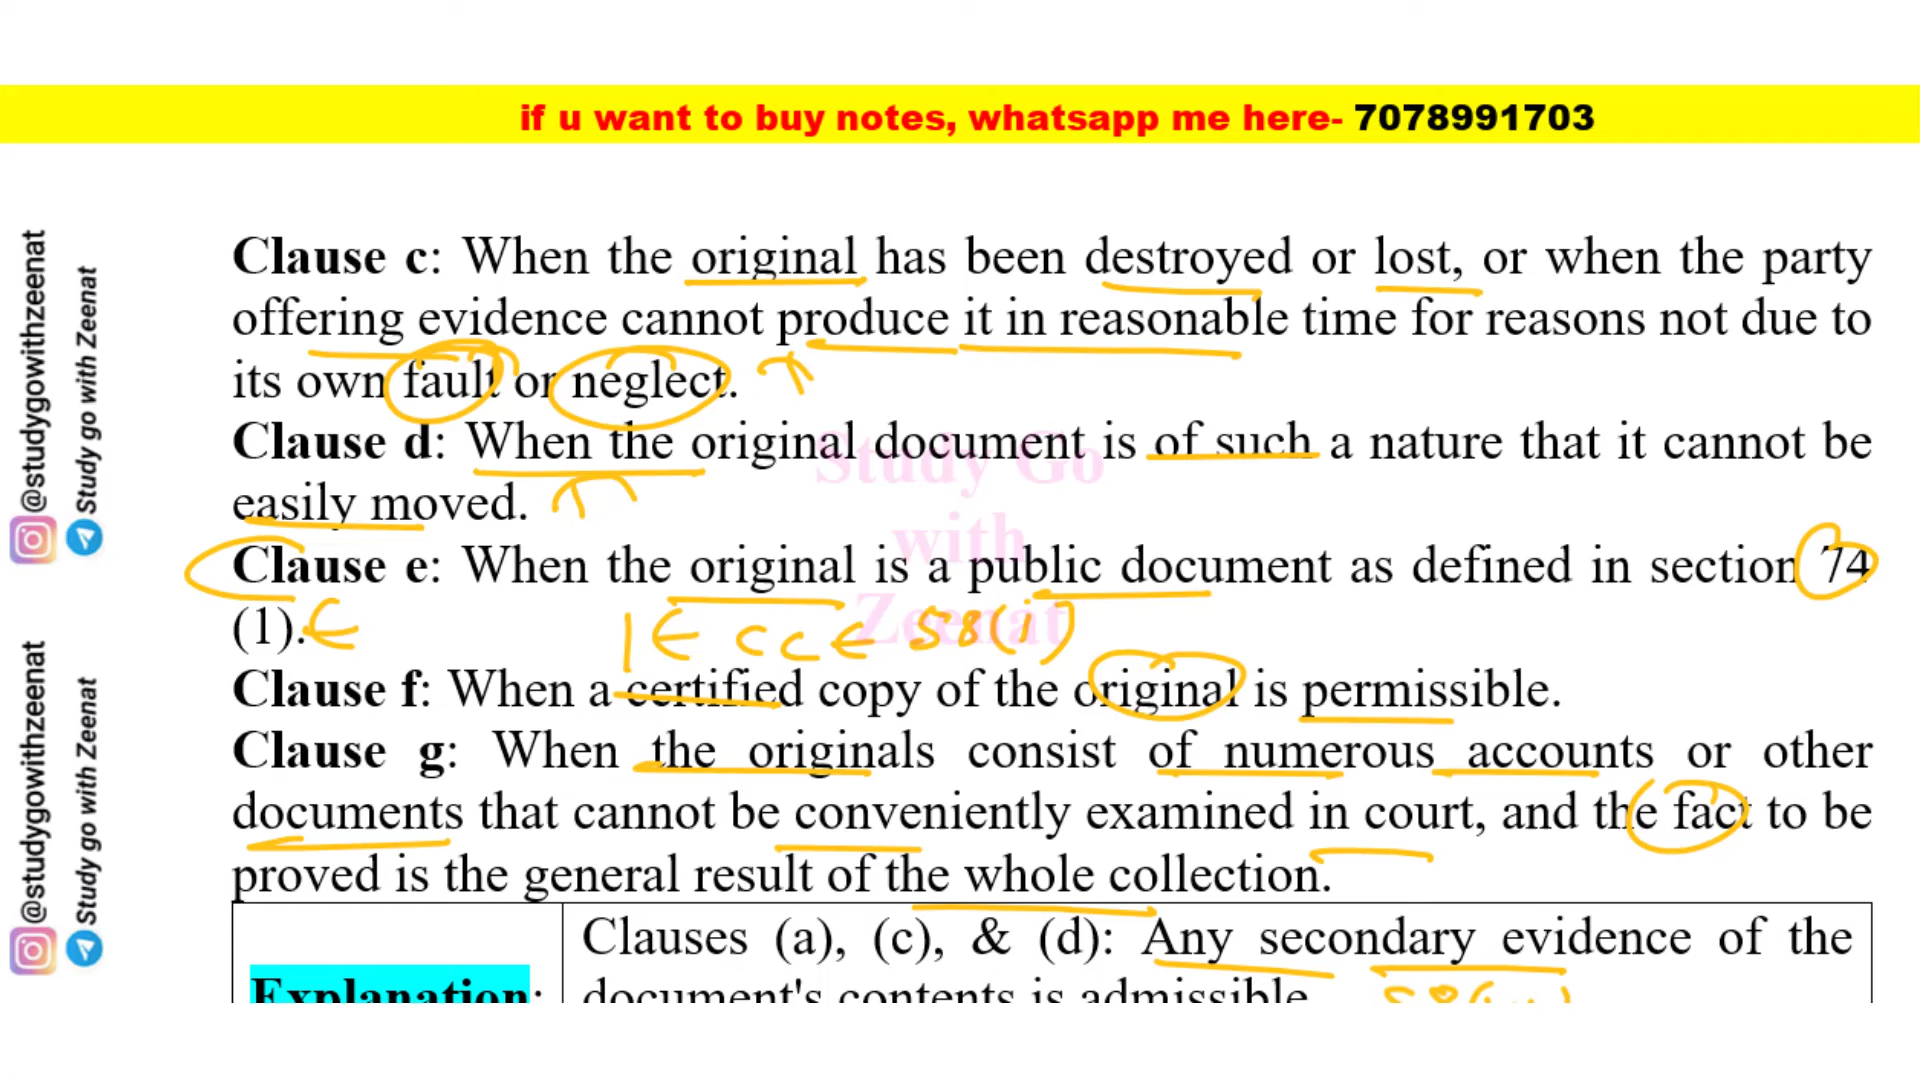 if u want to buy notes, whatsapp me here- 7078991703
Clause c: When the original has been destroyed or lost, or when the party
offering evidence cannot produce it in reasonable time for reasons not due to
its own fault or neglect.
Clause d: When the original document is of such a nature that it cannot be
easily moved.
Clause e: When the original is a public document as defined in section 74
(1).
CC 58(i)
Clause f: When a certified copy of the original is permissible.
Clause g: When the originals consist of numerous accounts or other
documents that cannot be conveniently examined in court, and the fact to be
proved is the general result of the whole collection.
Explanation:
Clauses (a), (c), & (d): Any secondary evidence of the
document's contents is admissible.
@studygowithzeenat
Study go with Zeenat
@studygowithzeenat
Study go with Zeenat
Study Go
with
Zeenat